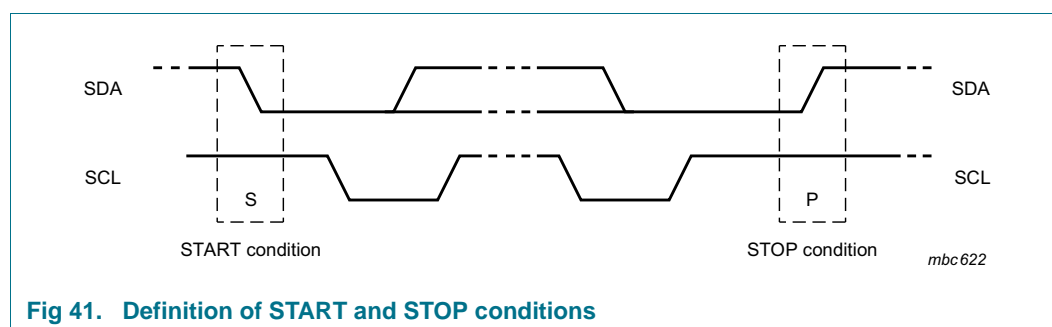 SDA SDA
SCL SCL
S P
START condition STOP condition
mbc622
Fig 41. Definition of START and STOP conditions